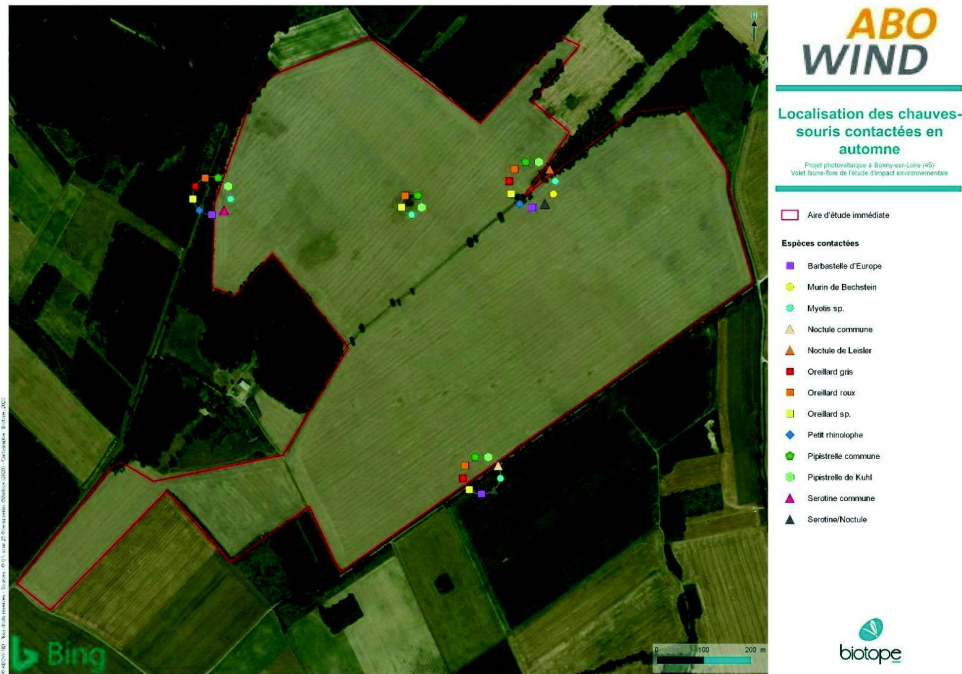 N
ABO
WIND
Localisation des chauves-
souris contactées en
automne
Projet photovoltaïque à Bonny-sur-Loire (45)
Volet faune-flore de l'étude d'impact environnementale
Aire d'étude immédiate
Espèces contactées
Barbastelle d'Europe
Murin de Bechstein
Myotis sp.
Noctule commune
Noctule de Leisler
Oreillard gris
Oreillard roux
Oreillard sp.
Petit rhinolophe
Pipistrelle commune
Pipistrelle de Kuhl
Serotine commune
Serotine/Noctule
biotope
Bing
0 100 200 m